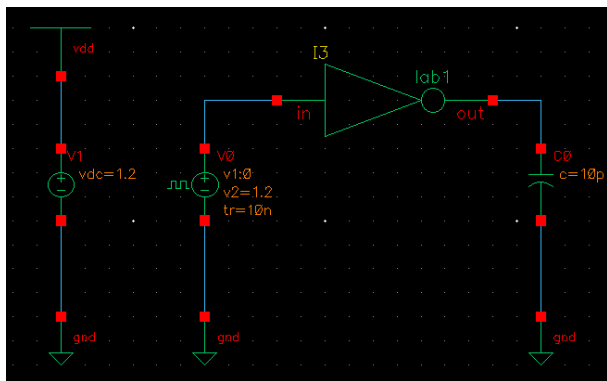 vdd
I3
lab1
in
out
V1
vdc=1.2
V0
v1:0
v2=1.2
tr=10n
C0
c=10p
gnd
gnd
gnd